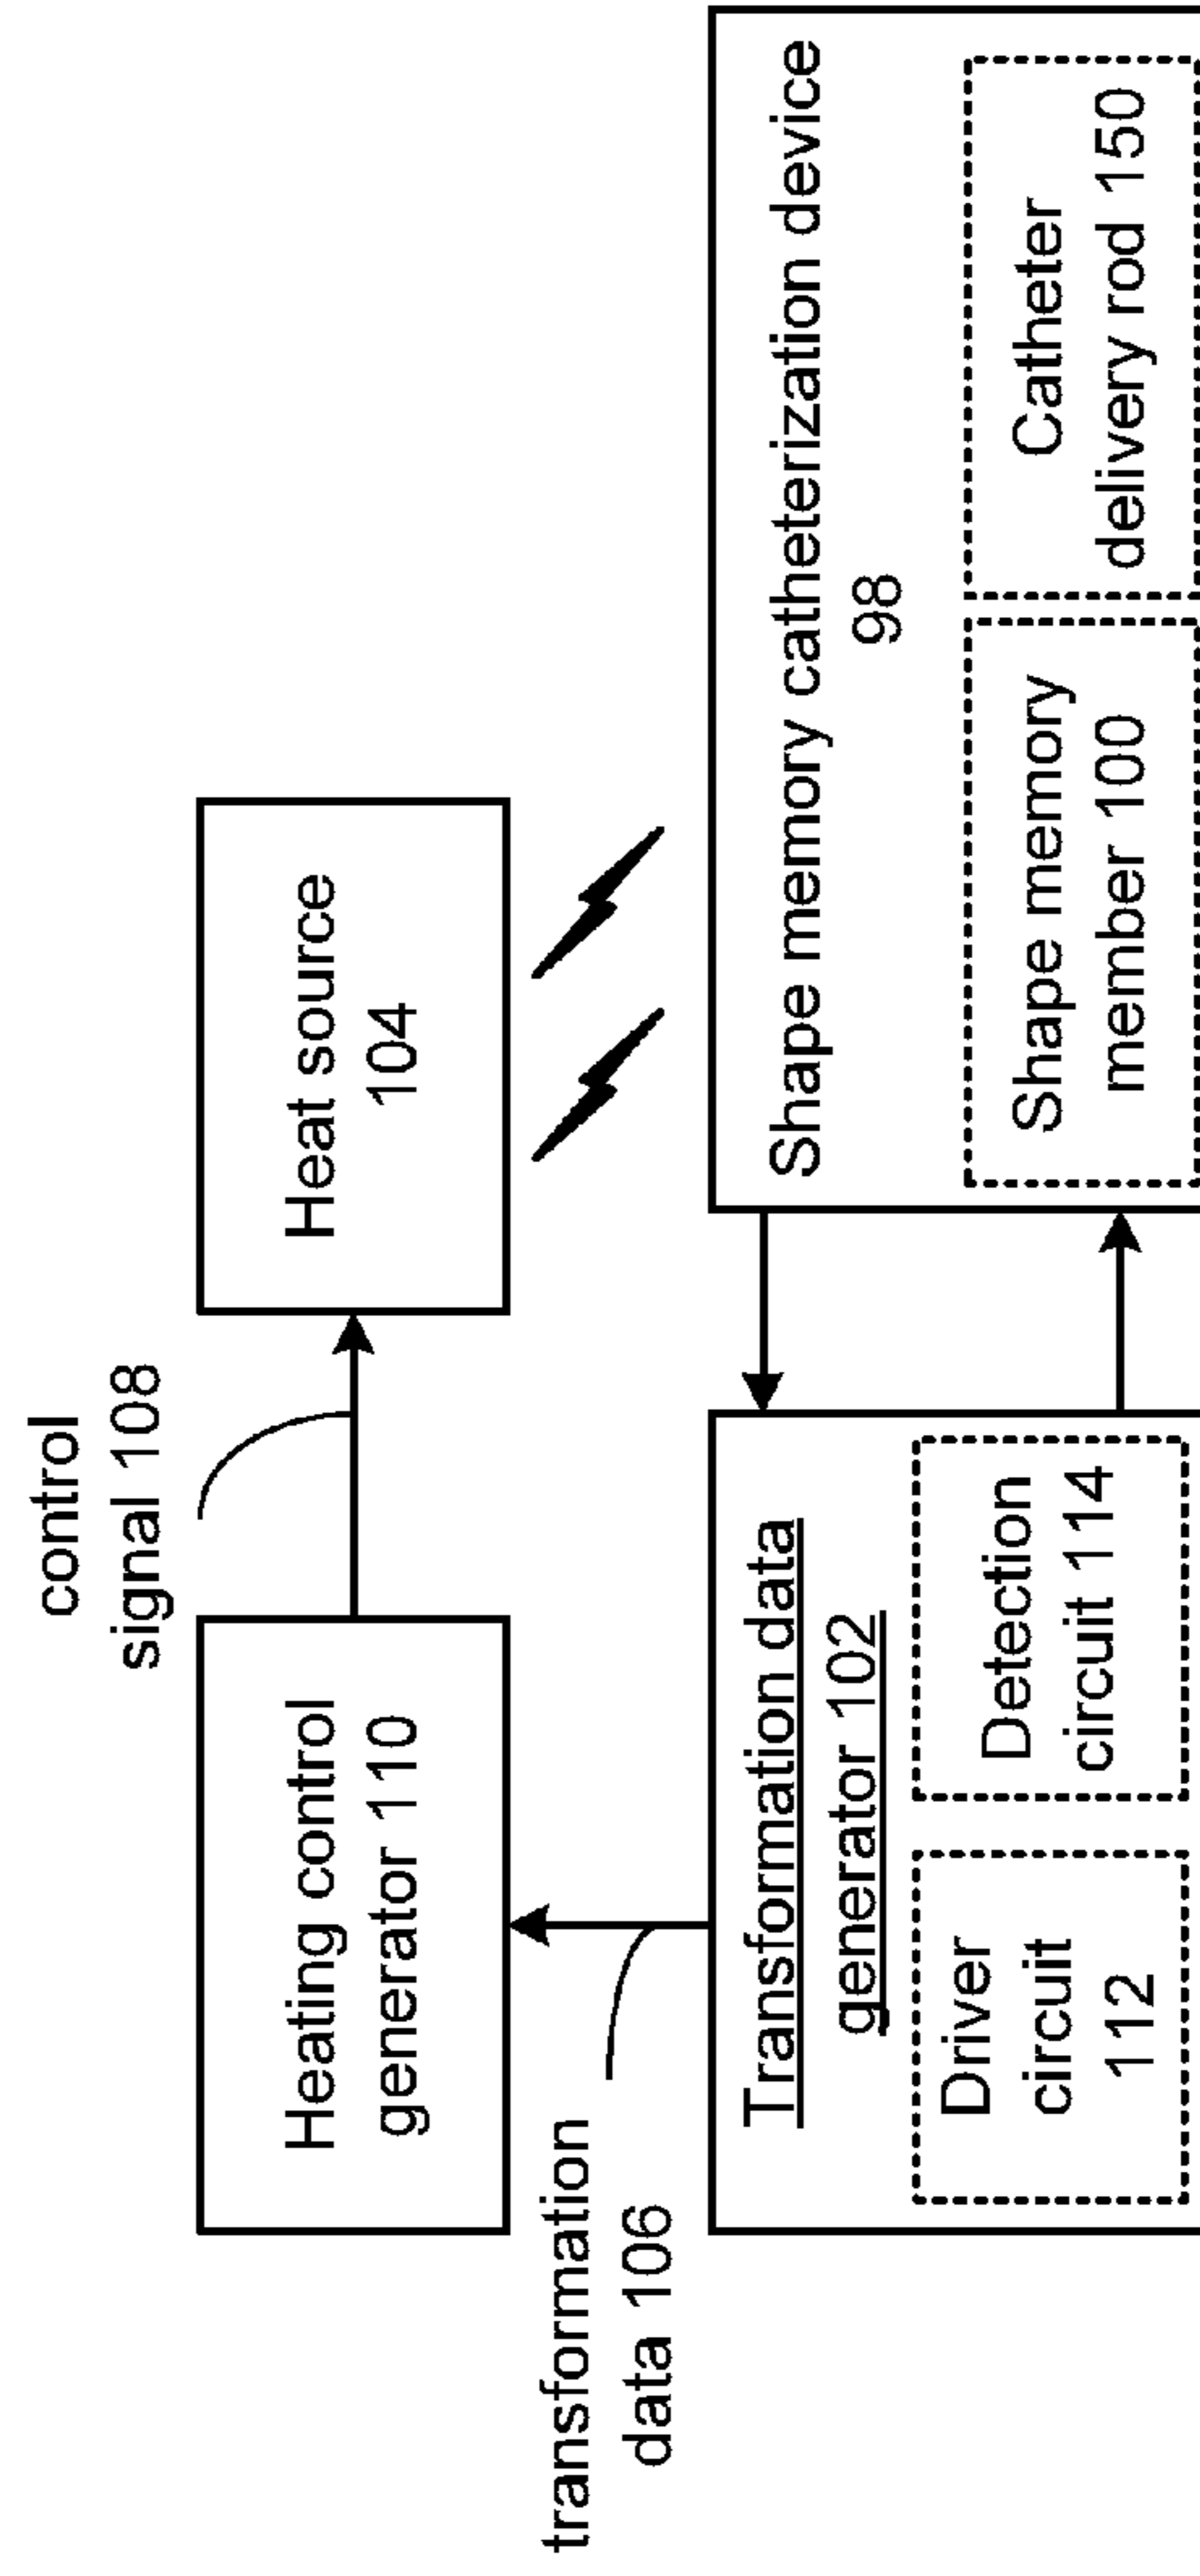 control
signal 108
Heating control
generator 110
Heat source
104
transformation
data 106
Transformation data
generator 102
Driver
circuit
112
Detection
circuit 114
Shape memory catheterization device
98
Shape memory
member 100
Catheter
delivery rod 150